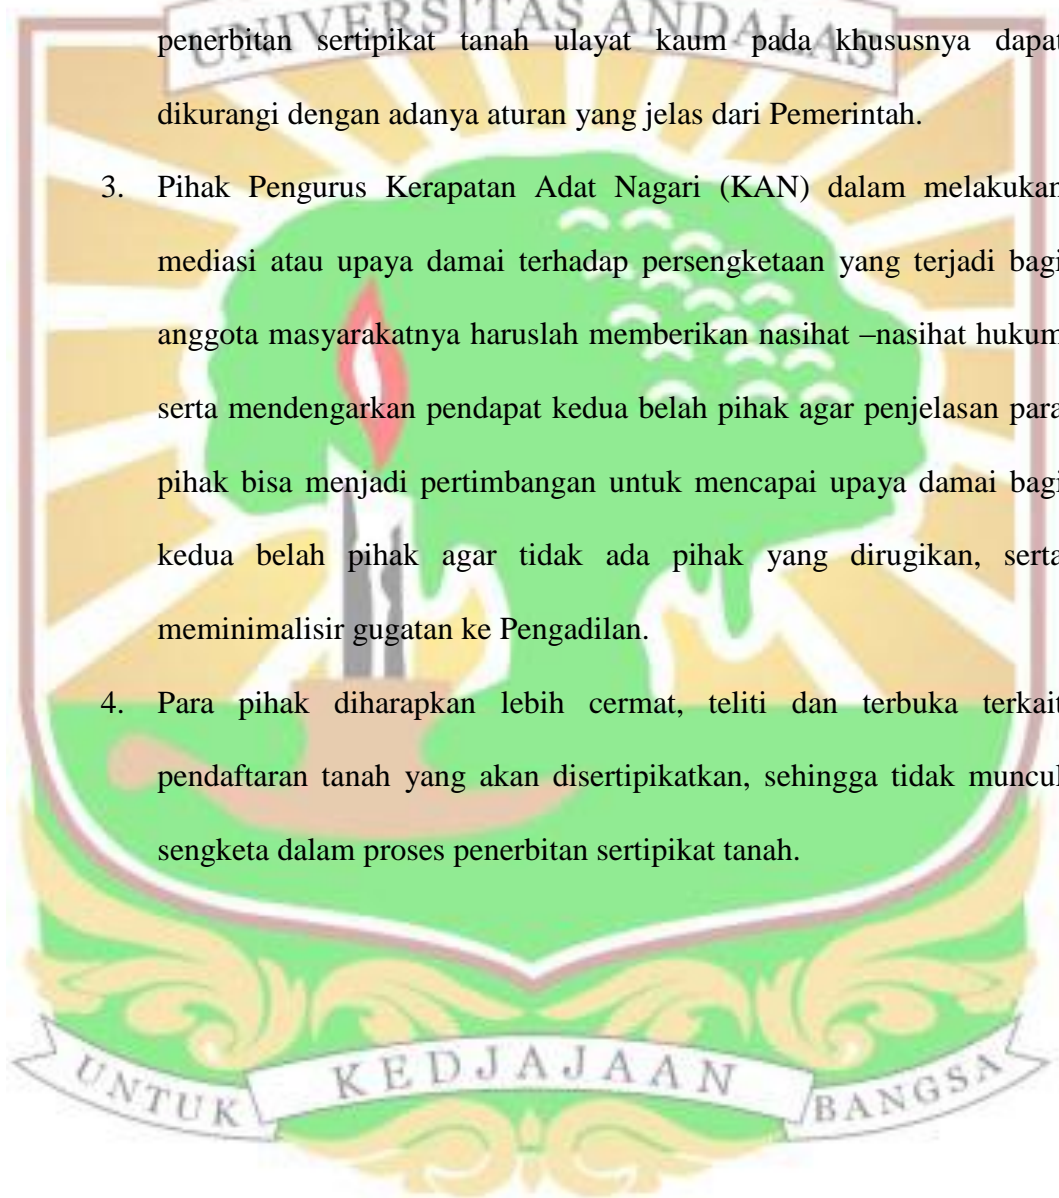 UNIVERSITAS ANDALAS
penerbitan sertipikat tanah ulayat kaum pada khususnya dapat
dikurangi dengan adanya aturan yang jelas dari Pemerintah.
3. Pihak Pengurus Kerapatan Adat Nagari (KAN) dalam melakukan
mediasi atau upaya damai terhadap persengketaan yang terjadi bagi
anggota masyarakatnya haruslah memberikan nasihat –nasihat hukum
serta mendengarkan pendapat kedua belah pihak agar penjelasan para
pihak bisa menjadi pertimbangan untuk mencapai upaya damai bagi
kedua belah pihak agar tidak ada pihak yang dirugikan, serta
meminimalisir gugatan ke Pengadilan.
4. Para pihak diharapkan lebih cermat, teliti dan terbuka terkait
pendaftaran tanah yang akan disertipikatkan, sehingga tidak muncul
sengketa dalam proses penerbitan sertipikat tanah.
UNTUK KEDJAJAAN BANGSA